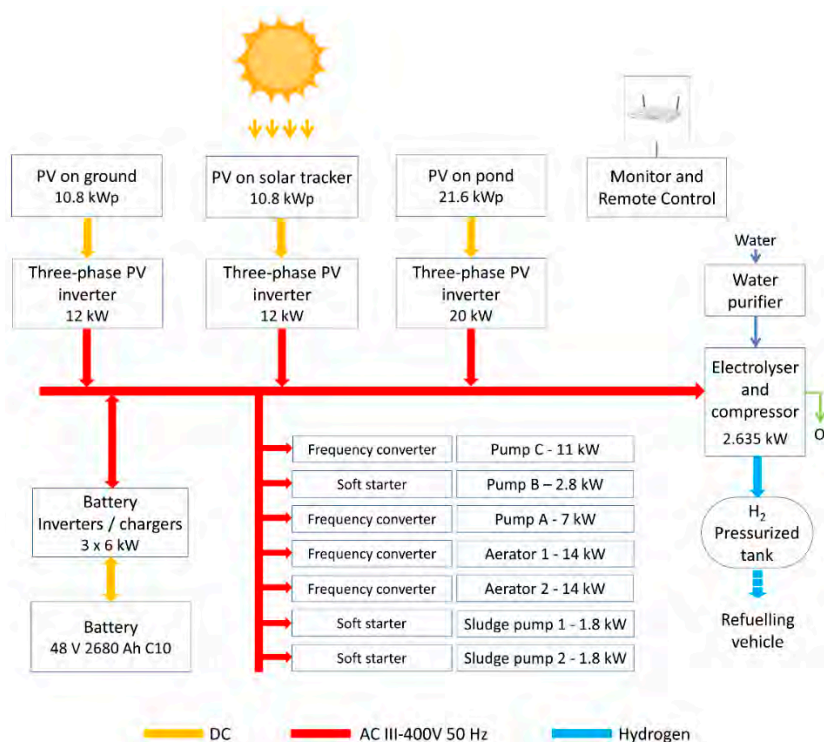 PV on ground
10.8 kWp
PV on solar tracker
10.8 kWp
PV on pond
21.6 kWp
Monitor and
Remote Control
Three-phase PV
inverter
12 kW
Three-phase PV
inverter
12 kW
Three-phase PV
inverter
20 kW
Water
Water
purifier
Electrolyser
and
compressor
2.635 kW
O
Battery
Inverters / chargers
3 x 6 kW
Battery
48 V 2680 Ah C10
Frequency converter
Pump C - 11 kW
Soft starter
Pump B – 2.8 kW
Frequency converter
Pump A - 7 kW
Frequency converter
Aerator 1 - 14 kW
Frequency converter
Aerator 2 - 14 kW
Soft starter
Sludge pump 1 - 1.8 kW
Soft starter
Sludge pump 2 - 1.8 kW
H2
Pressurized
tank
Refuelling
vehicle
DC
AC III-400V 50 Hz
Hydrogen